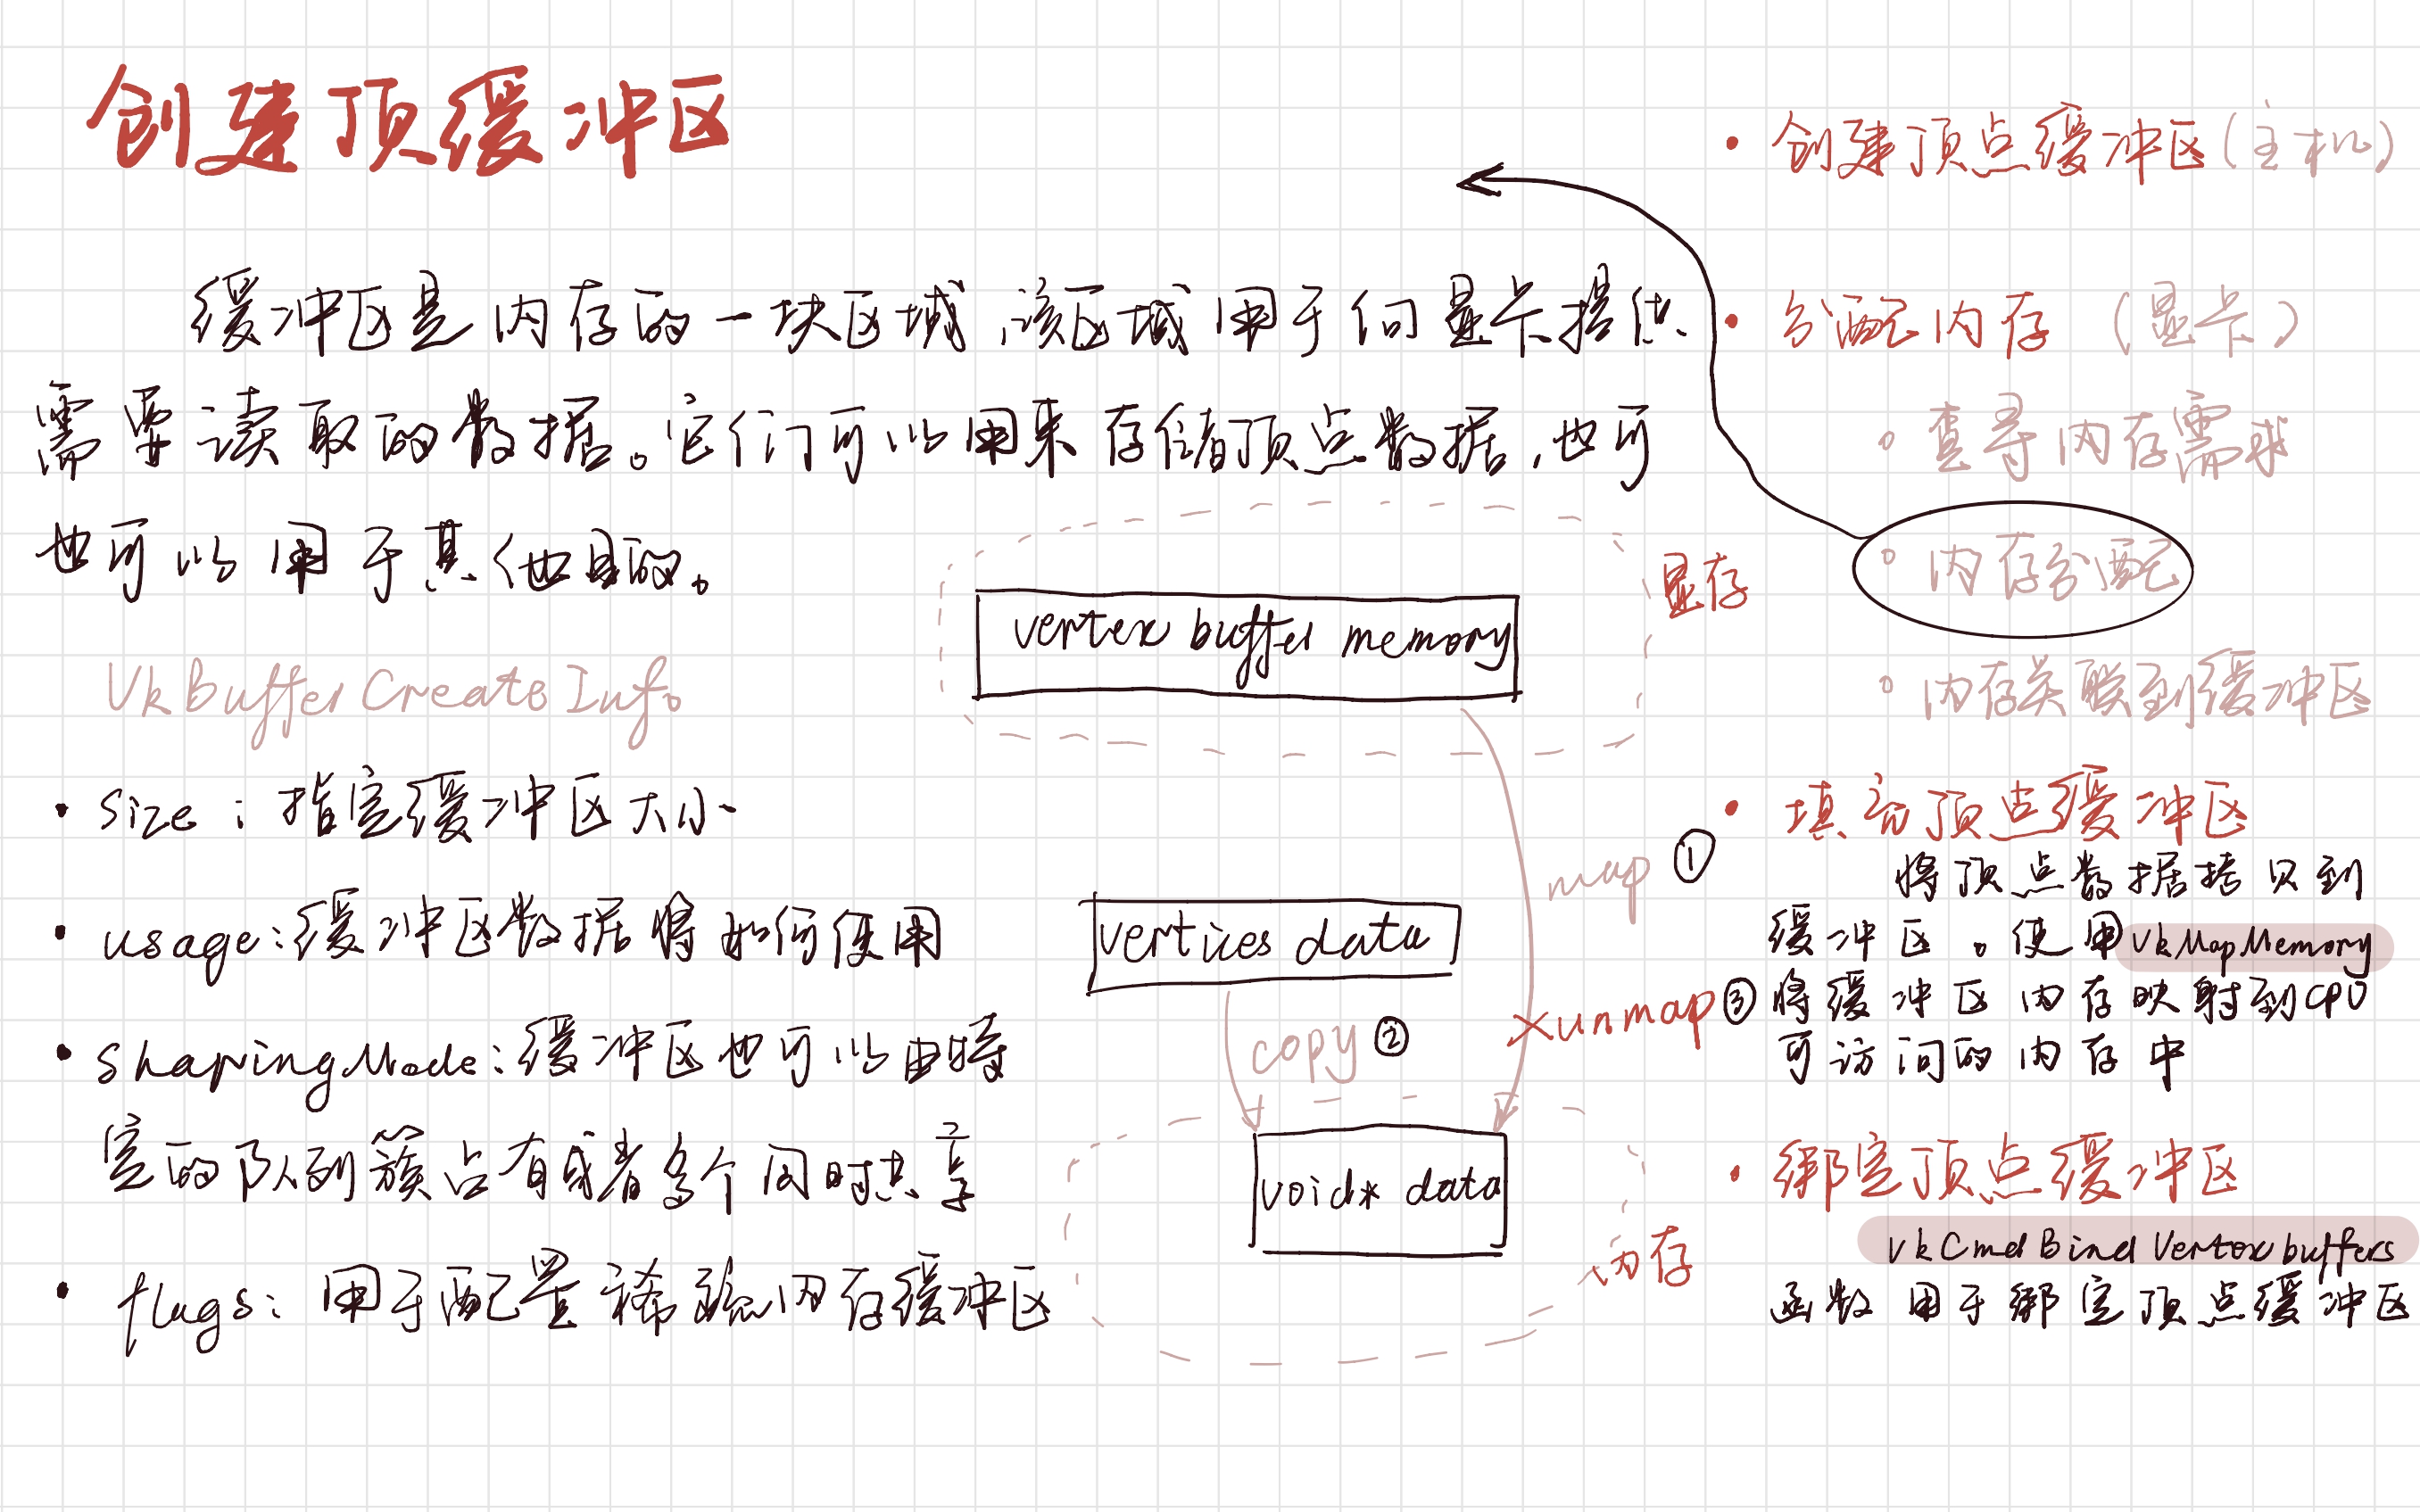 创建顶缓冲区
缓冲区是内存的一块区域,该区域用于向显卡提供
需要读取的数据。它们可以用来存储顶点数据,也可
也可以用于其他目的。
VkBufferCreateInfo
• Size:指定缓冲区大小
• usage:缓冲区数据将如何使用
• sharingMode:缓冲区也可以由特
定的队列簇占有或者多个同时共享
• flags:用于配置稀疏内存缓冲区
vertex buffer memory
显存
vertices data
map ①
copy ②
×unmap ③
void* data
内存
• 创建顶点缓冲区(主机)
• 分配内存 (显卡)
◦ 查寻内存需求
◦ 内存分配
◦ 内存关联到缓冲区
• 填充顶点缓冲区
将顶点数据拷贝到
缓冲区。使用vkMapMemory
将缓冲区内存映射到CPU
可访问的内存中
• 绑定顶点缓冲区
vkCmdBindVertexbuffers
函数用于绑定顶点缓冲区